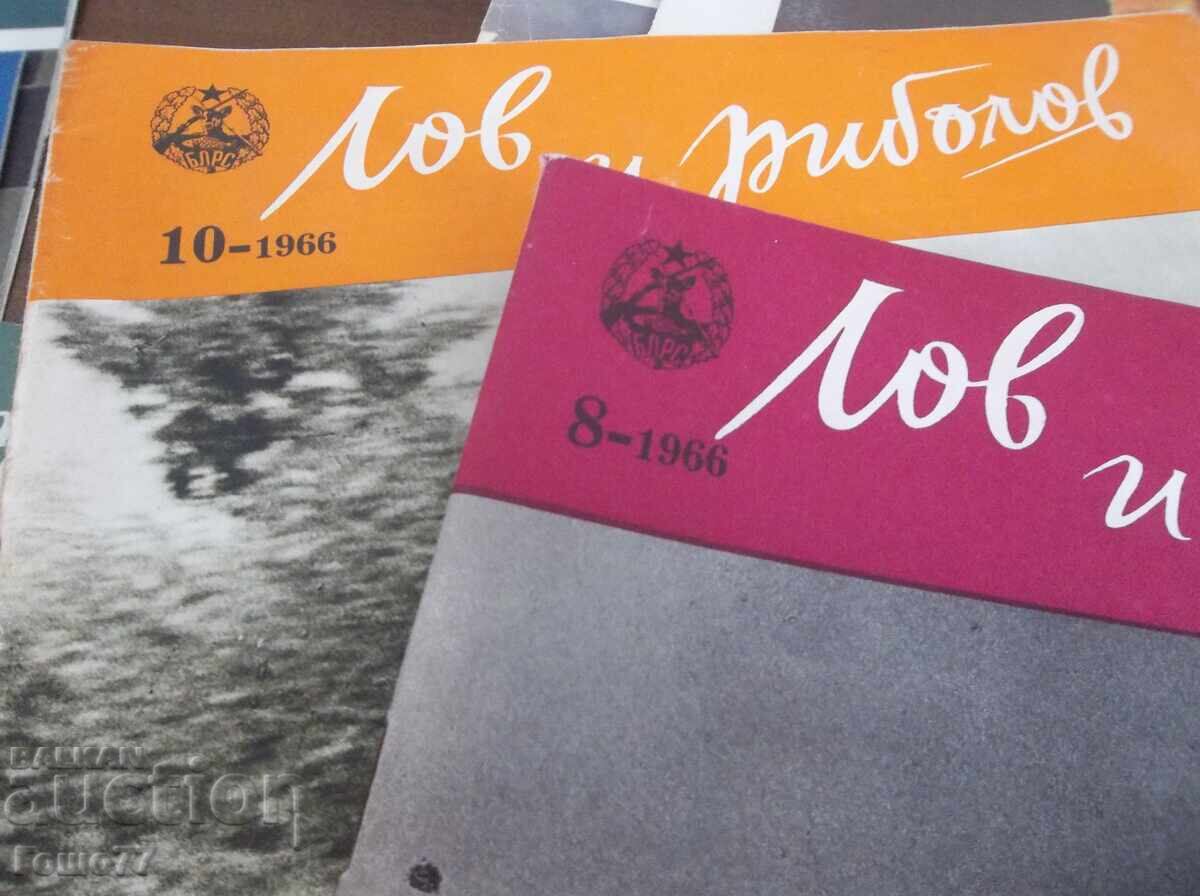 Лов
и риболов
БЛРС
10-1966
Лов
и
БЛРС
8-1966
BALKAN
auction
Гошо77